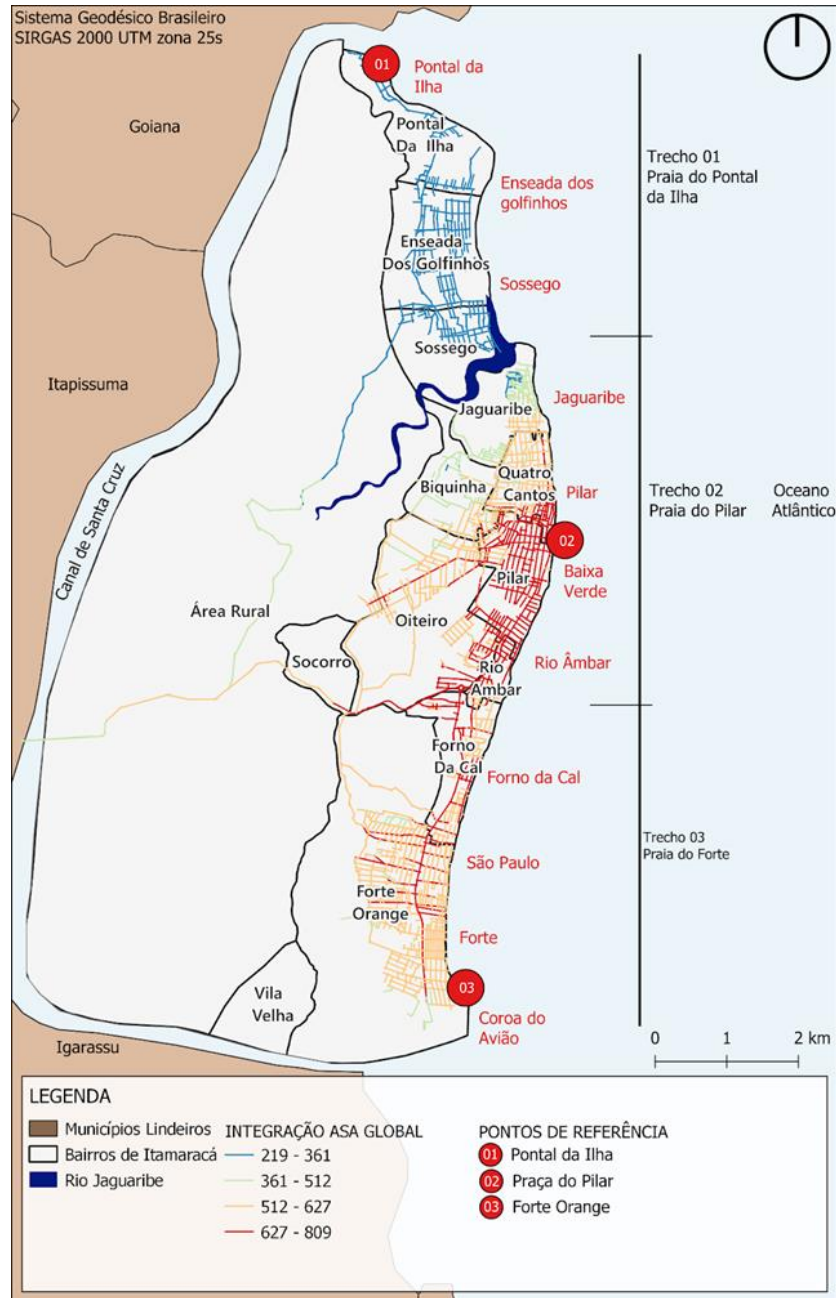 Sistema Geodésico Brasileiro
SIRGAS 2000 UTM zona 25s
01
Pontal da
Ilha
Goiana
Pontal
Da Ilha
Trecho 01
Praia do Pontal
da Ilha
Enseada dos
golfinhos
Enseada
Dos Golfinhos
Sossego
Sossego
Itapissuma
Jaguaribe
Jaguaribe
Quatro
Cantos
Biquinha
Pilar
Trecho 02
Praia do Pilar
Oceano
Atlântico
02
Canal de Santa Cruz
Pilar
Baixa
Verde
Área Rural
Oiteiro
Socorro
Rio
Ambar
Rio Âmbar
Forno
Da Cal
Forno da Cal
Trecho 03
Praia do Forte
São Paulo
Forte
Orange
Forte
03
Vila
Velha
Coroa do
Avião
Igarassu
0 1 2 km
LEGENDA
Municípios Lindeiros
Bairros de Itamaracá
Rio Jaguaribe
INTEGRAÇÃO ASA GLOBAL
219 - 361
361 - 512
512 - 627
627 - 809
PONTOS DE REFERÊNCIA
01 Pontal da Ilha
02 Praça do Pilar
03 Forte Orange